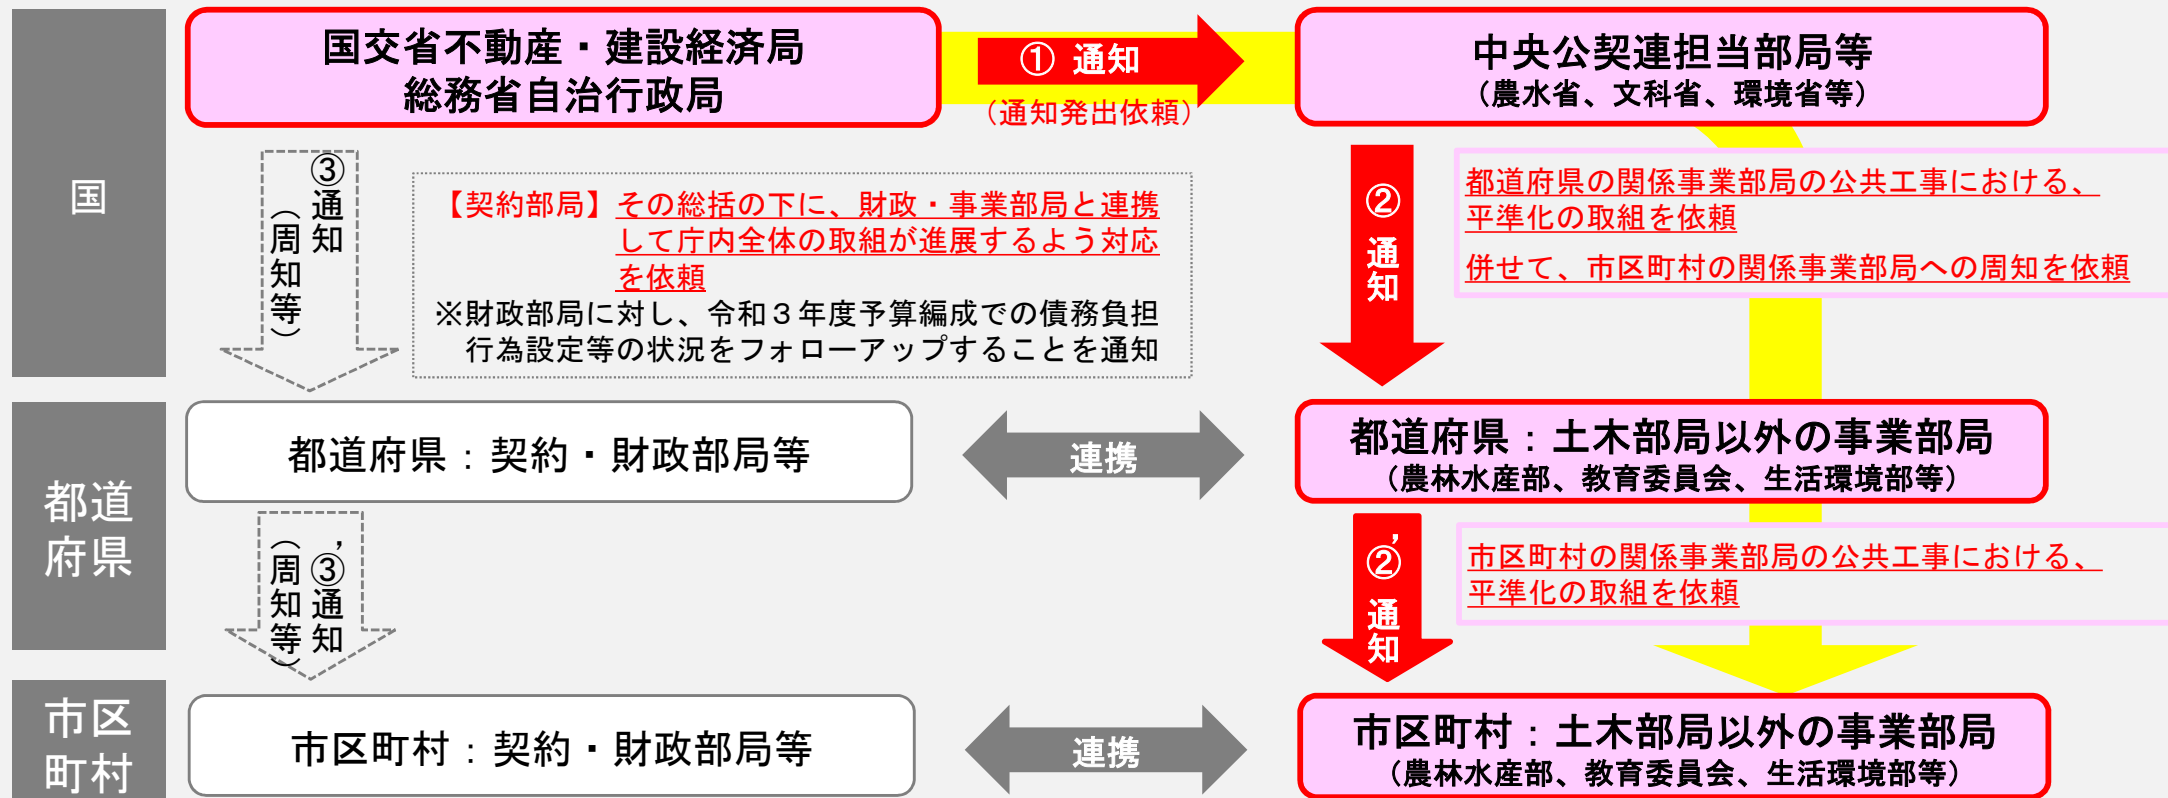 国
国交省不動産・建設経済局
総務省自治行政局
① 通知
（通知発出依頼）
中央公契連担当部局等
（農水省、文科省、環境省等）
③通知
（周知等）
【契約部局】その総括の下に、財政・事業部局と連携
して庁内全体の取組が進展するよう対応
を依頼
※財政部局に対し、令和３年度予算編成での債務負担
行為設定等の状況をフォローアップすることを通知
② 通知
都道府県の関係事業部局の公共工事における、
平準化の取組を依頼
併せて、市区町村の関係事業部局への周知を依頼
都道
府県
都道府県：契約・財政部局等
連携
都道府県：土木部局以外の事業部局
（農林水産部、教育委員会、生活環境部等）
③’通知
（周知等）
②’通知
市区町村の関係事業部局の公共工事における、
平準化の取組を依頼
市区
町村
市区町村：契約・財政部局等
連携
市区町村：土木部局以外の事業部局
（農林水産部、教育委員会、生活環境部等）